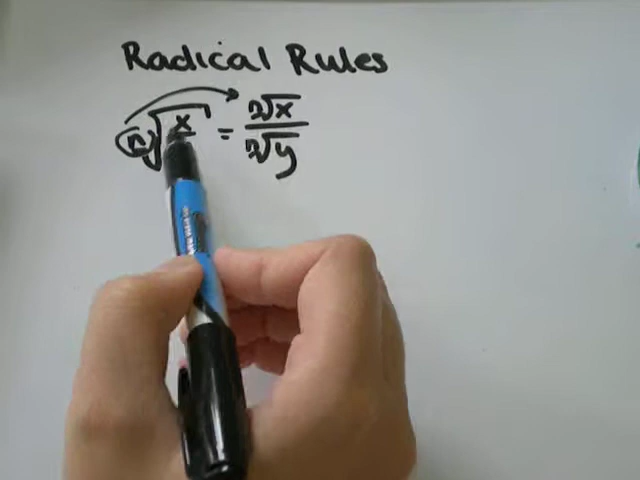 Radical Rules
ⁿ√x = ⁿ√x / ⁿ√y